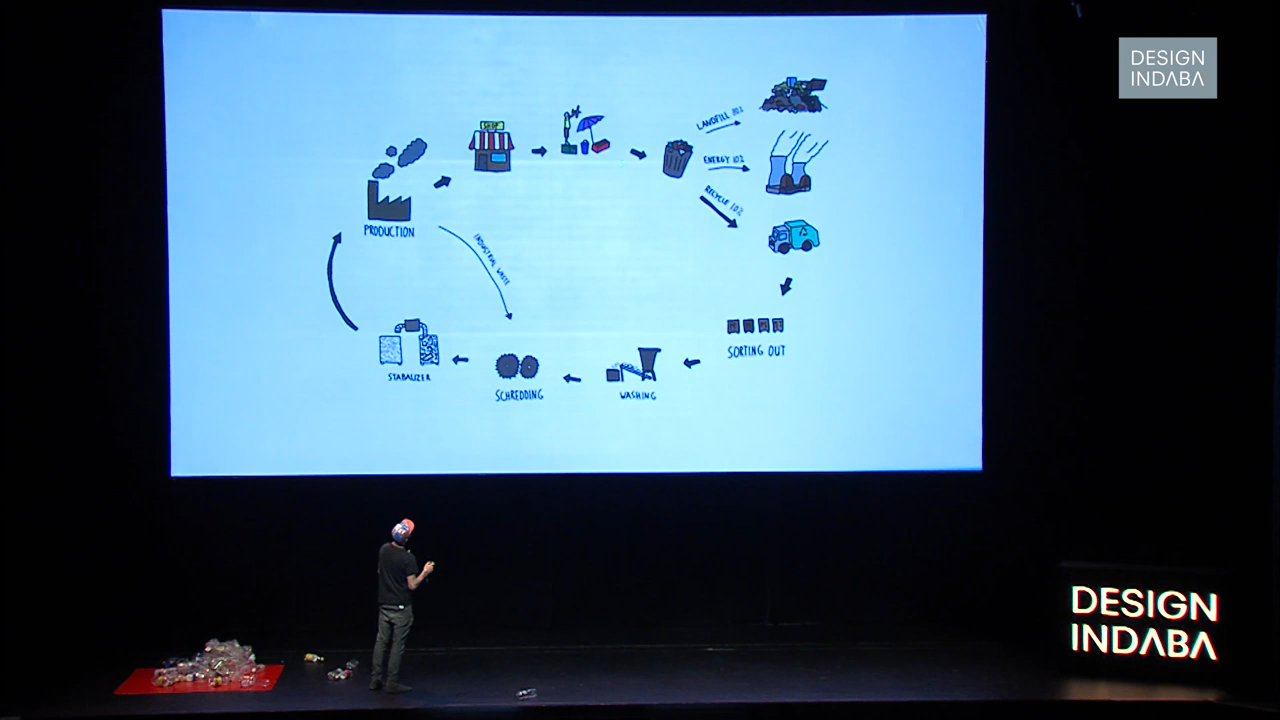 DESIGN
INDABA
LANDFILL 80%
ENERGY 10%
RECYCLE 10%
PRODUCTION
INDUSTRIAL WASTE
SORTING OUT
STABALIZER
SCHREDDING
WASHING
DESIGN
INDABA